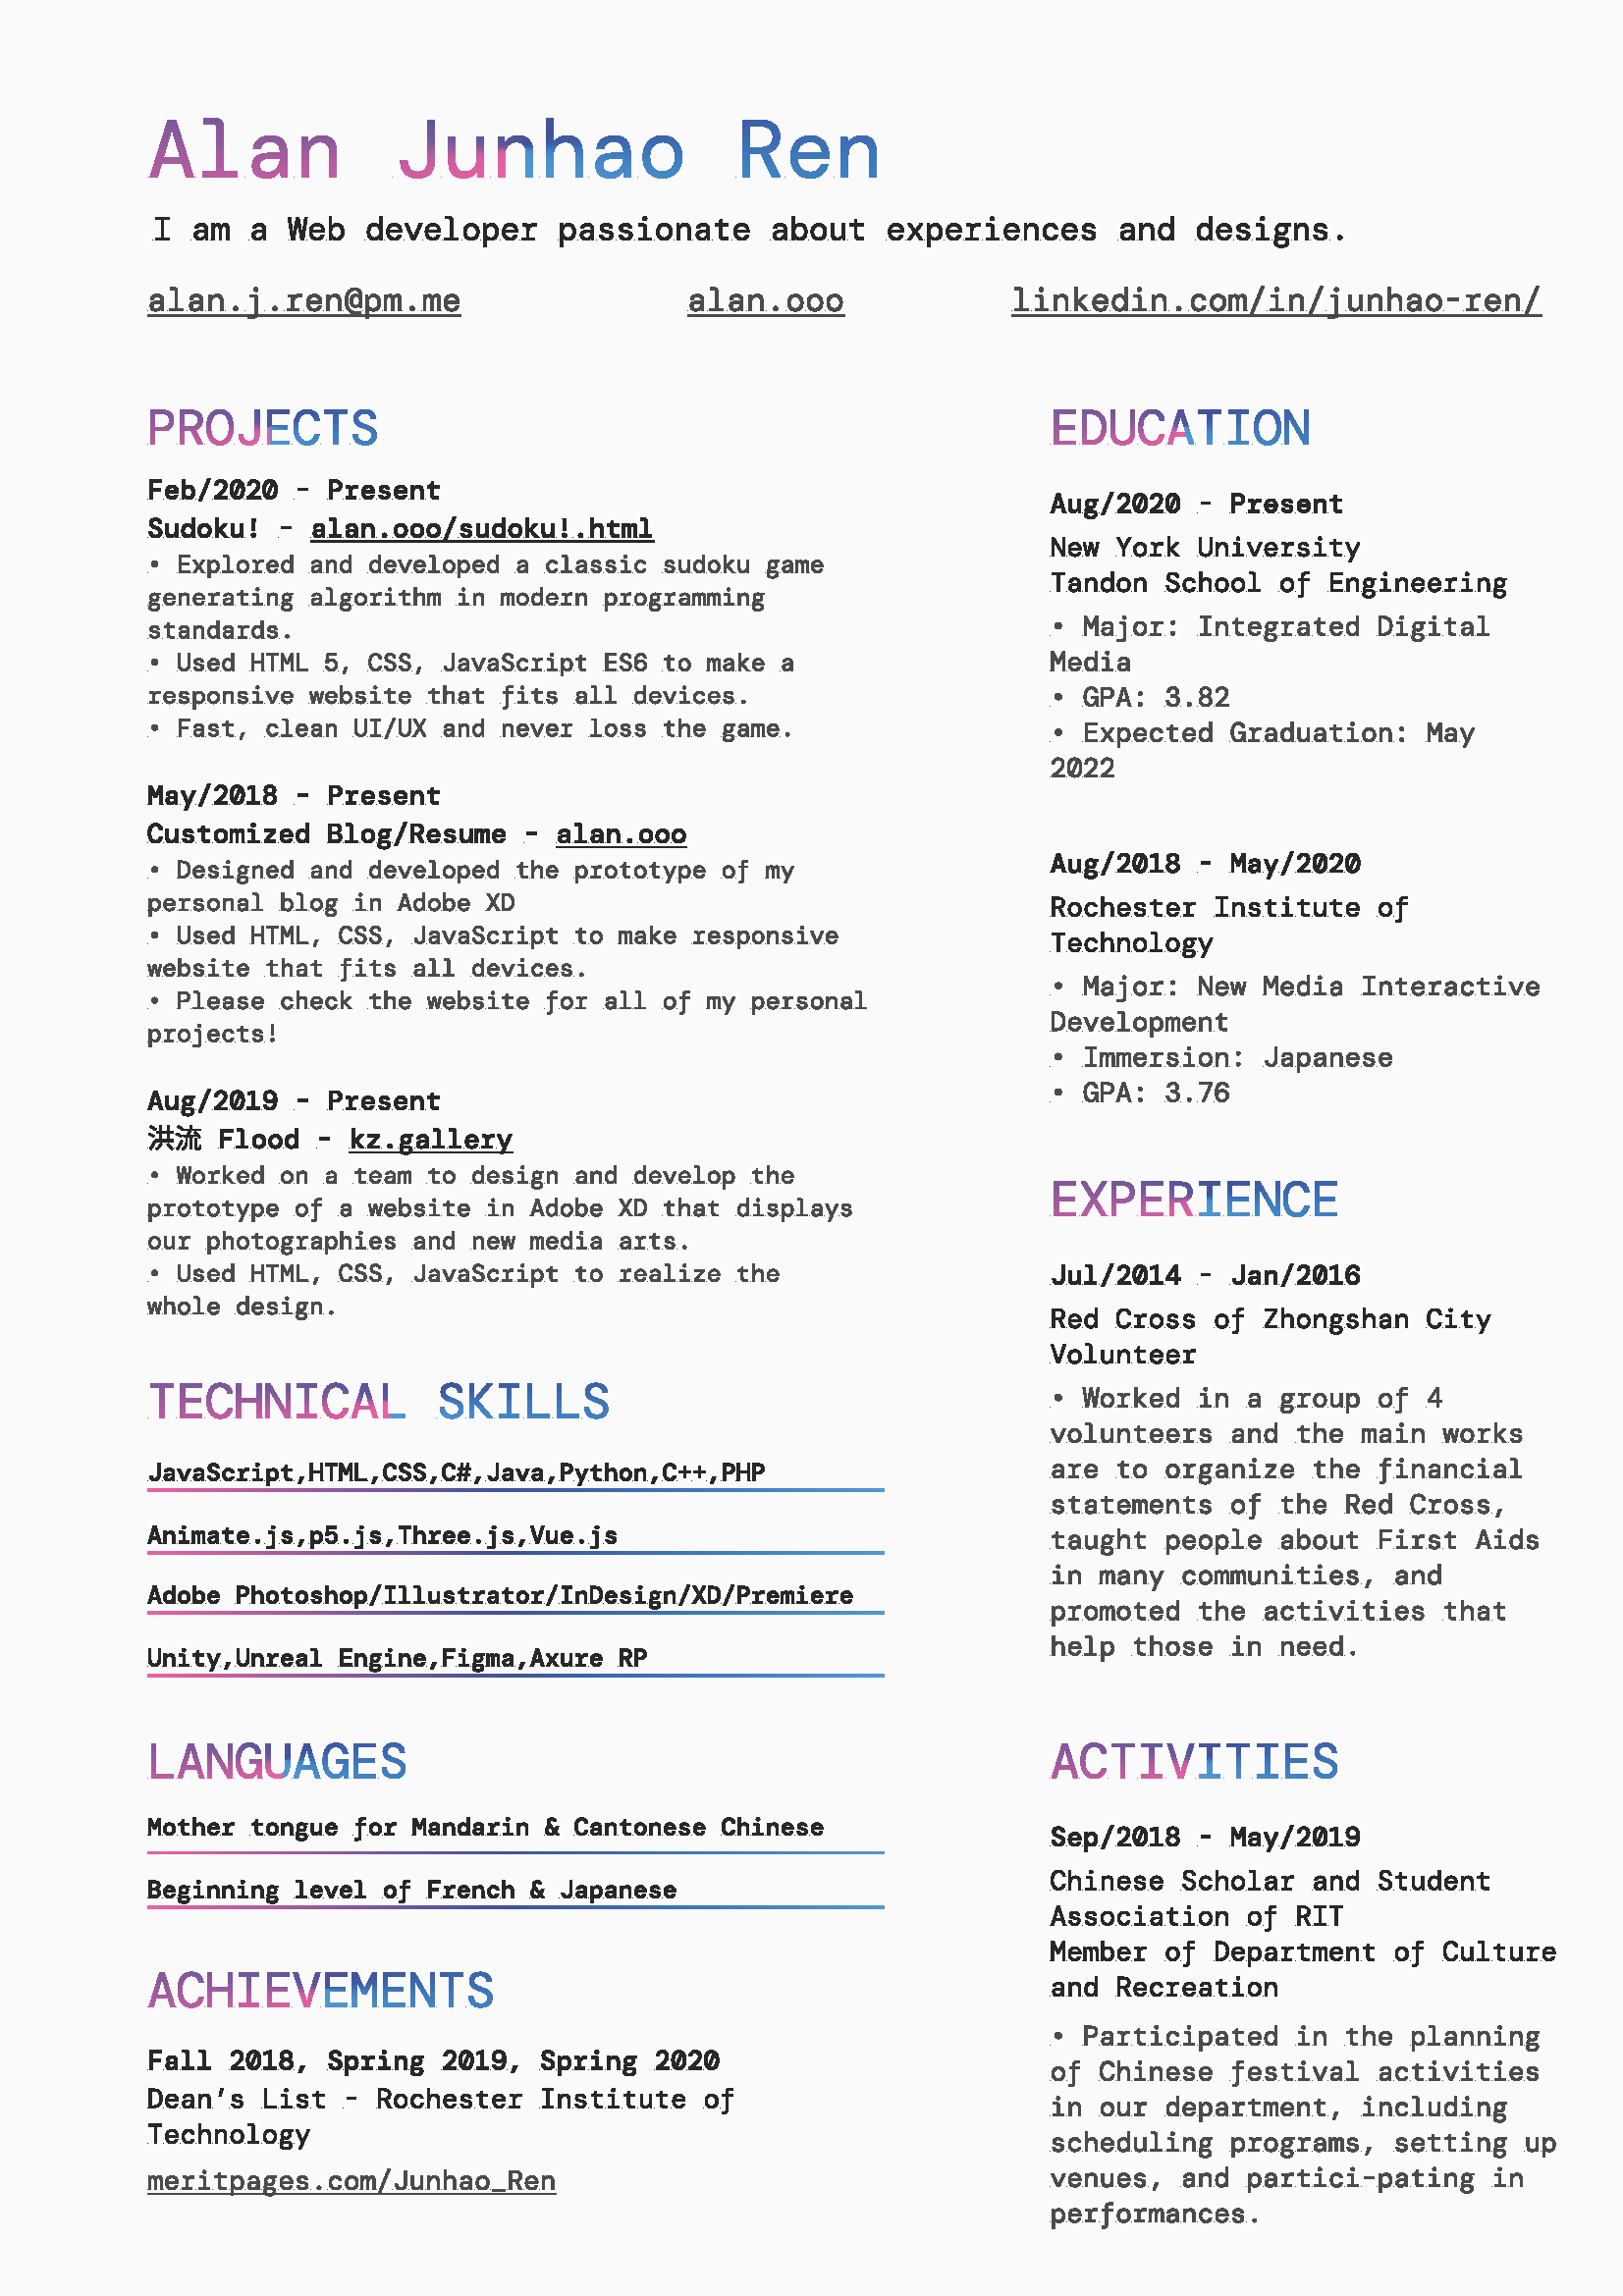 Alan Junhao Ren
I am a Web developer passionate about experiences and designs.
alan.j.ren@pm.me
alan.ooo
linkedin.com/in/junhao-ren/
PROJECTS
Feb/2020 - Present
Sudoku! - alan.ooo/sudoku!.html
• Explored and developed a classic sudoku game
generating algorithm in modern programming
standards.
• Used HTML 5, CSS, JavaScript ES6 to make a
responsive website that fits all devices.
• Fast, clean UI/UX and never loss the game.
May/2018 - Present
Customized Blog/Resume - alan.ooo
• Designed and developed the prototype of my
personal blog in Adobe XD
• Used HTML, CSS, JavaScript to make responsive
website that fits all devices.
• Please check the website for all of my personal
projects!
Aug/2019 - Present
洪流 Flood - kz.gallery
• Worked on a team to design and develop the
prototype of a website in Adobe XD that displays
our photographies and new media arts.
• Used HTML, CSS, JavaScript to realize the
whole design.
TECHNICAL SKILLS
JavaScript,HTML,CSS,C#,Java,Python,C++,PHP
Animate.js,p5.js,Three.js,Vue.js
Adobe Photoshop/Illustrator/InDesign/XD/Premiere
Unity,Unreal Engine,Figma,Axure RP
LANGUAGES
Mother tongue for Mandarin & Cantonese Chinese
Beginning level of French & Japanese
ACHIEVEMENTS
Fall 2018, Spring 2019, Spring 2020
Dean's List - Rochester Institute of
Technology
meritpages.com/Junhao_Ren
EDUCATION
Aug/2020 - Present
New York University
Tandon School of Engineering
• Major: Integrated Digital
Media
• GPA: 3.82
• Expected Graduation: May
2022
Aug/2018 - May/2020
Rochester Institute of
Technology
• Major: New Media Interactive
Development
• Immersion: Japanese
• GPA: 3.76
EXPERIENCE
Jul/2014 - Jan/2016
Red Cross of Zhongshan City
Volunteer
• Worked in a group of 4
volunteers and the main works
are to organize the financial
statements of the Red Cross,
taught people about First Aids
in many communities, and
promoted the activities that
help those in need.
ACTIVITIES
Sep/2018 - May/2019
Chinese Scholar and Student
Association of RIT
Member of Department of Culture
and Recreation
• Participated in the planning
of Chinese festival activities
in our department, including
scheduling programs, setting up
venues, and partici-pating in
performances.